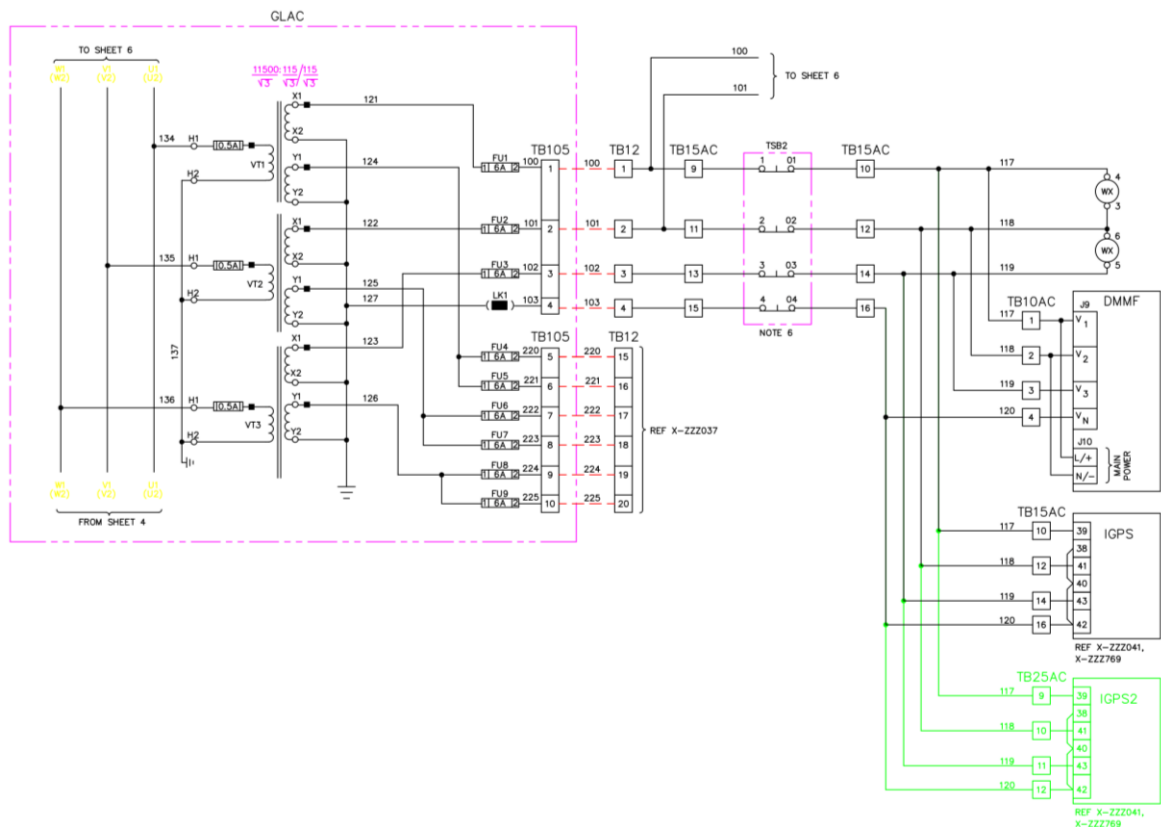 GLAC
TO SHEET 6
W1 V1 U1
(W2) (V2) (U2)
11500:115/115
√3 √3 √3
100
101
TO SHEET 6
X1
121
X2
134
H1
[0.5A]
VT1
H2
Y1
124
Y2
FU1
1 6A 2
100
TB105
1
100
TB12
1
TB15AC
9
TSB2
1 01
TB15AC
10
117
4
WX
3
X1
122
X2
FU2
1 6A 2
101
2
101
2
11
2 02
12
118
6
WX
5
135
H1
[0.5A]
VT2
H2
Y1
125
127
Y2
FU3
1 6A 2
102
3
102
3
13
3 03
14
119
LK1
103
4
103
4
15
4 04
16
NOTE 6
TB10AC
J9
DMMF
117
1
V1
118
2
V2
119
3
V3
120
4
VN
J10
L/+
N/-
MAIN
POWER
137
X1
123
X2
136
H1
[0.5A]
VT3
H2
Y1
126
Y2
TB105
TB12
FU4
1 6A 2
220
5
220
15
FU5
1 6A 2
221
6
221
16
FU6
1 6A 2
222
7
222
17
FU7
1 6A 2
223
8
223
18
FU8
1 6A 2
224
9
224
19
FU9
1 6A 2
225
10
225
20
REF X-ZZZ037
W1 V1 U1
(W2) (V2) (U2)
FROM SHEET 4
TB15AC
IGPS
117
10
39
38
118
12
41
40
119
14
43
120
16
42
REF X-ZZZ041,
X-ZZZ769
TB25AC
IGPS2
117
9
39
38
118
10
41
40
119
11
43
120
12
42
REF X-ZZZ041,
X-ZZZ769